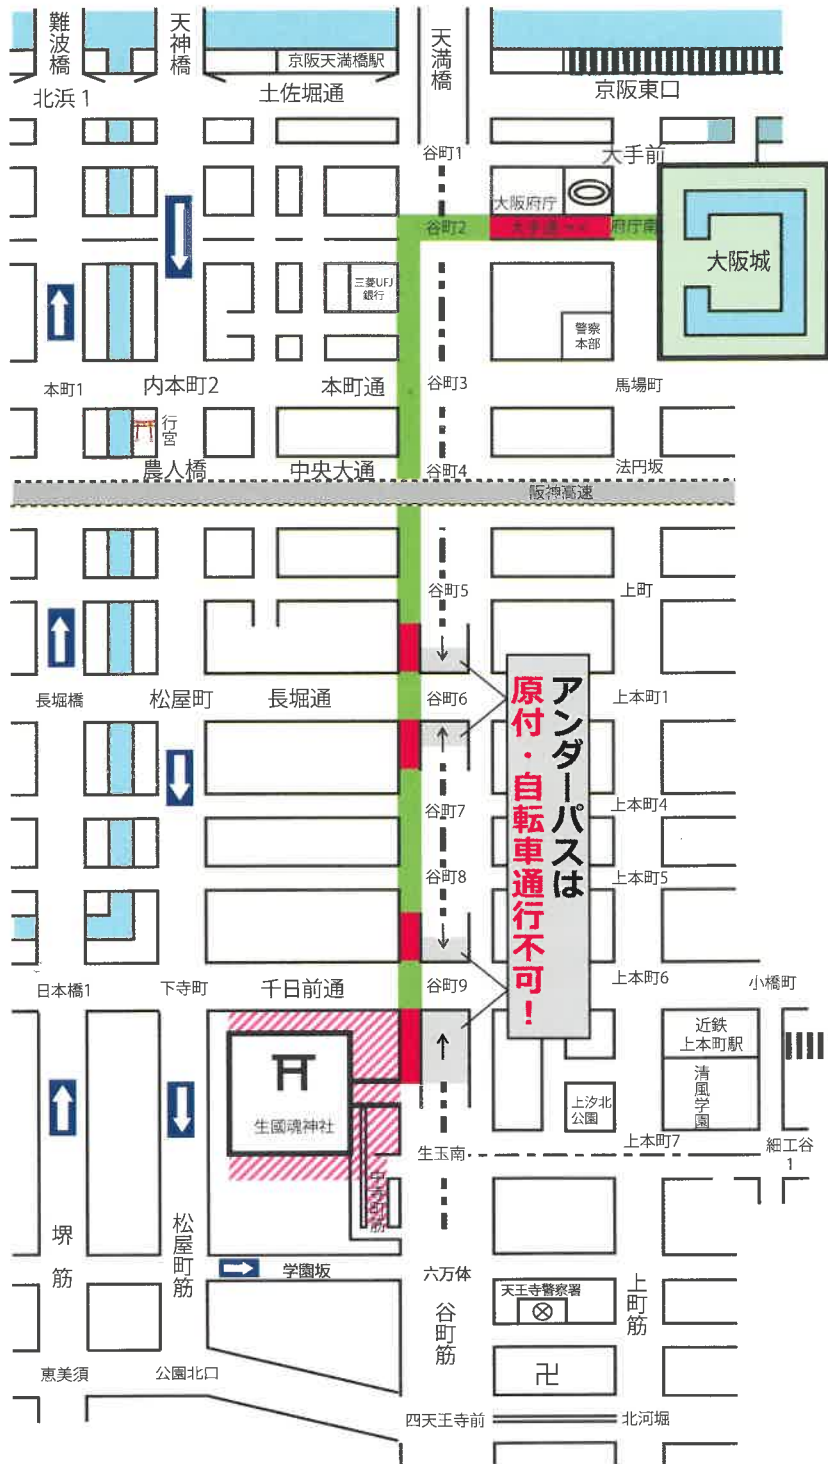 難波橋
天神橋
京阪天満橋駅
天満橋
北浜1
土佐堀通
京阪東口
谷町1
大手前
大阪府庁
谷町2
府庁南
大阪城
三菱UFJ
銀行
警察
本部
本町1
内本町2
本町通
谷町3
馬場町
行宮
農人橋
中央大通
谷町4
法円坂
阪神高速
谷町5
上町
長堀橋
松屋町
長堀通
谷町6
上本町1
アンダーパスは
原付・自転車通行不可！
谷町7
上本町4
谷町8
上本町5
日本橋1
下寺町
千日前通
谷町9
上本町6
小橋町
近鉄
上本町駅
清風学園
生國魂神社
上汐北
公園
上本町7
細工谷
1
生玉南
中寺町筋
堺筋
松屋町筋
学園坂
六万体
谷町筋
天王寺警察署
上町筋
卍
恵美須
公園北口
四天王寺前
北河堀